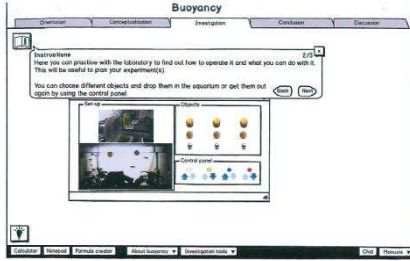 Buoyancy
Orientation
Conceptualization
Investigation
Conclusion
Discussion
Instructions
2/5
x
Here you can practice with the laboratory to find out how to operate it and what you can do with it.
This will be useful to plan your experiment(s).
You can choose different objects and drop them in the aquarium or get them out
again by using the control panel
Back
Next
Set-up
Objects
Control panel
Calculator
Notepad
Formula creator
About buoyancy ▼
Investigation tools ▼
Chat
Manuals ▼